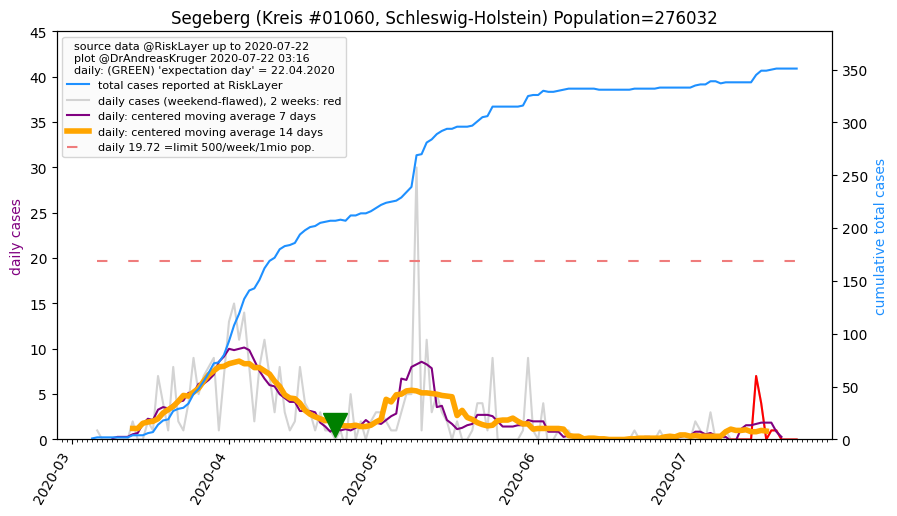 Segeberg (Kreis #01060, Schleswig-Holstein) Population=276032
source data @RiskLayer up to 2020-07-22
plot @DrAndreasKruger 2020-07-22 03:16
daily: (GREEN) 'expectation day' = 22.04.2020
total cases reported at RiskLayer
daily cases (weekend-flawed), 2 weeks: red
daily: centered moving average 7 days
daily: centered moving average 14 days
daily 19.72 =limit 500/week/1mio pop.
daily cases
45
40
35
30
25
20
15
10
5
0
cumulative total cases
350
300
250
200
150
100
50
0
2020-03
2020-04
2020-05
2020-06
2020-07